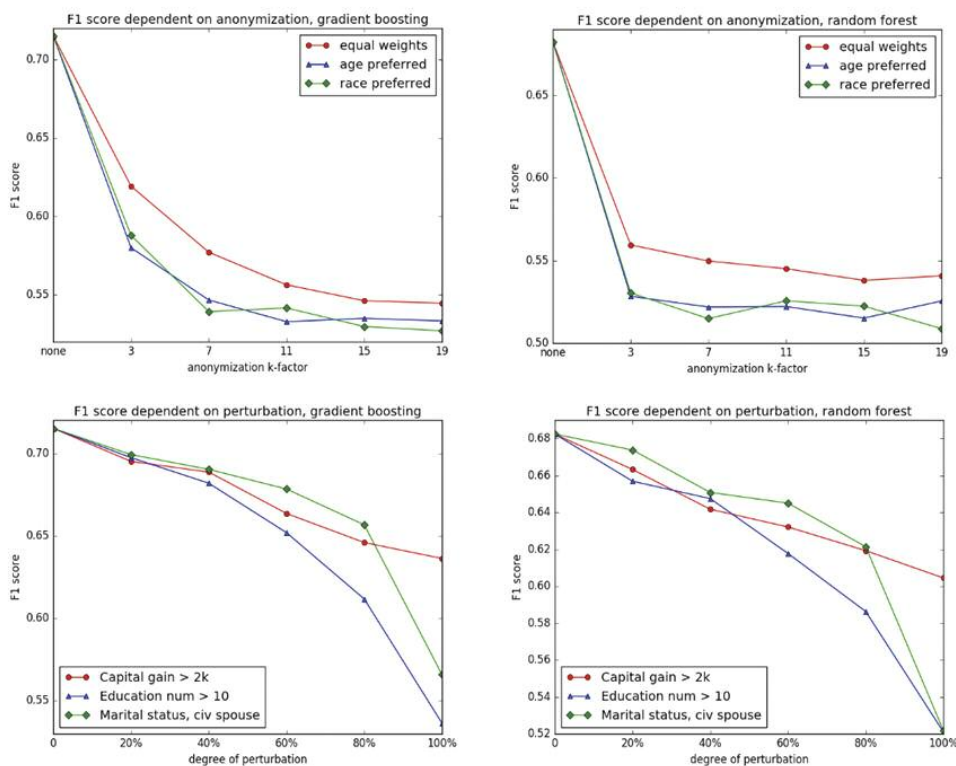 F1 score dependent on anonymization, gradient boosting
equal weights
age preferred
race preferred
0.70
0.65
0.60
0.55
F1 score
none 3 7 11 15 19
anonymization k-factor
F1 score dependent on anonymization, random forest
equal weights
age preferred
race preferred
0.65
0.60
0.55
0.50
F1 score
none 3 7 11 15 19
anonymization k-factor
F1 score dependent on perturbation, gradient boosting
0.70
0.65
0.60
0.55
F1 score
Capital gain > 2k
Education num > 10
Marital status, civ spouse
0 20% 40% 60% 80% 100%
degree of perturbation
F1 score dependent on perturbation, random forest
0.68
0.66
0.64
0.62
0.60
0.58
0.56
0.54
0.52
F1 score
Capital gain > 2k
Education num > 10
Marital status, civ spouse
0 20% 40% 60% 80% 100%
degree of perturbation